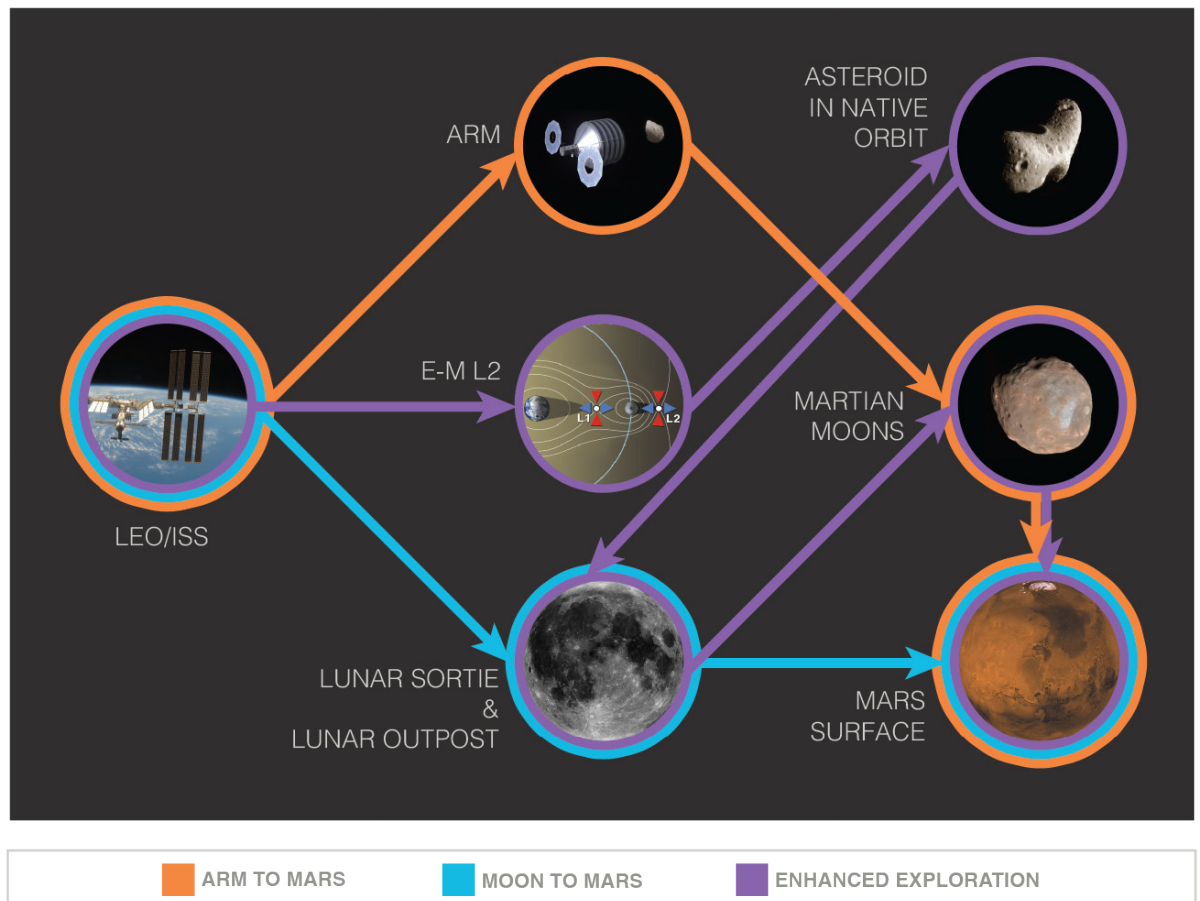 ASTEROID
IN NATIVE
ORBIT
ARM
E-M L2
L1
L2
MARTIAN
MOONS
LEO/ISS
LUNAR SORTIE
&
LUNAR OUTPOST
MARS
SURFACE
ARM TO MARS
MOON TO MARS
ENHANCED EXPLORATION